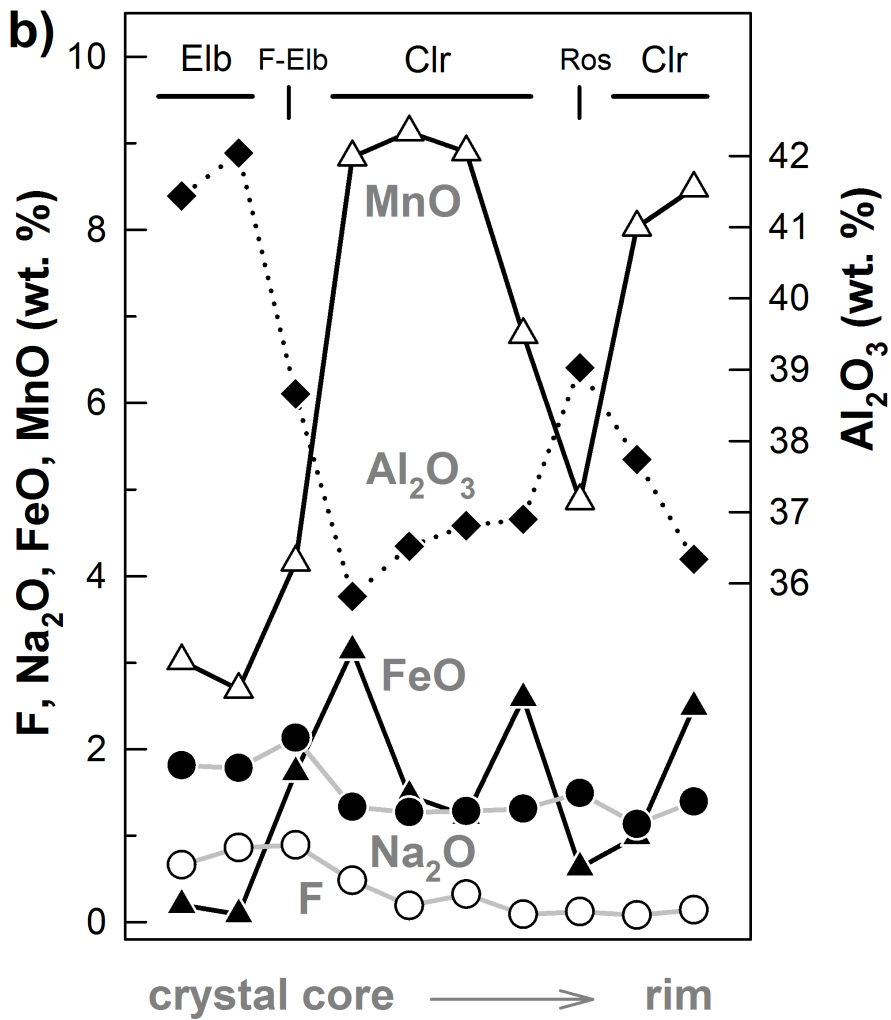 b)
Elb F-Elb Clr Ros Clr
10
8
6
4
2
0
F, Na₂O, FeO, MnO (wt. %)
MnO
Al₂O₃
FeO
Na₂O
F
42
41
40
39
38
37
36
Al₂O₃ (wt. %)
crystal core rim